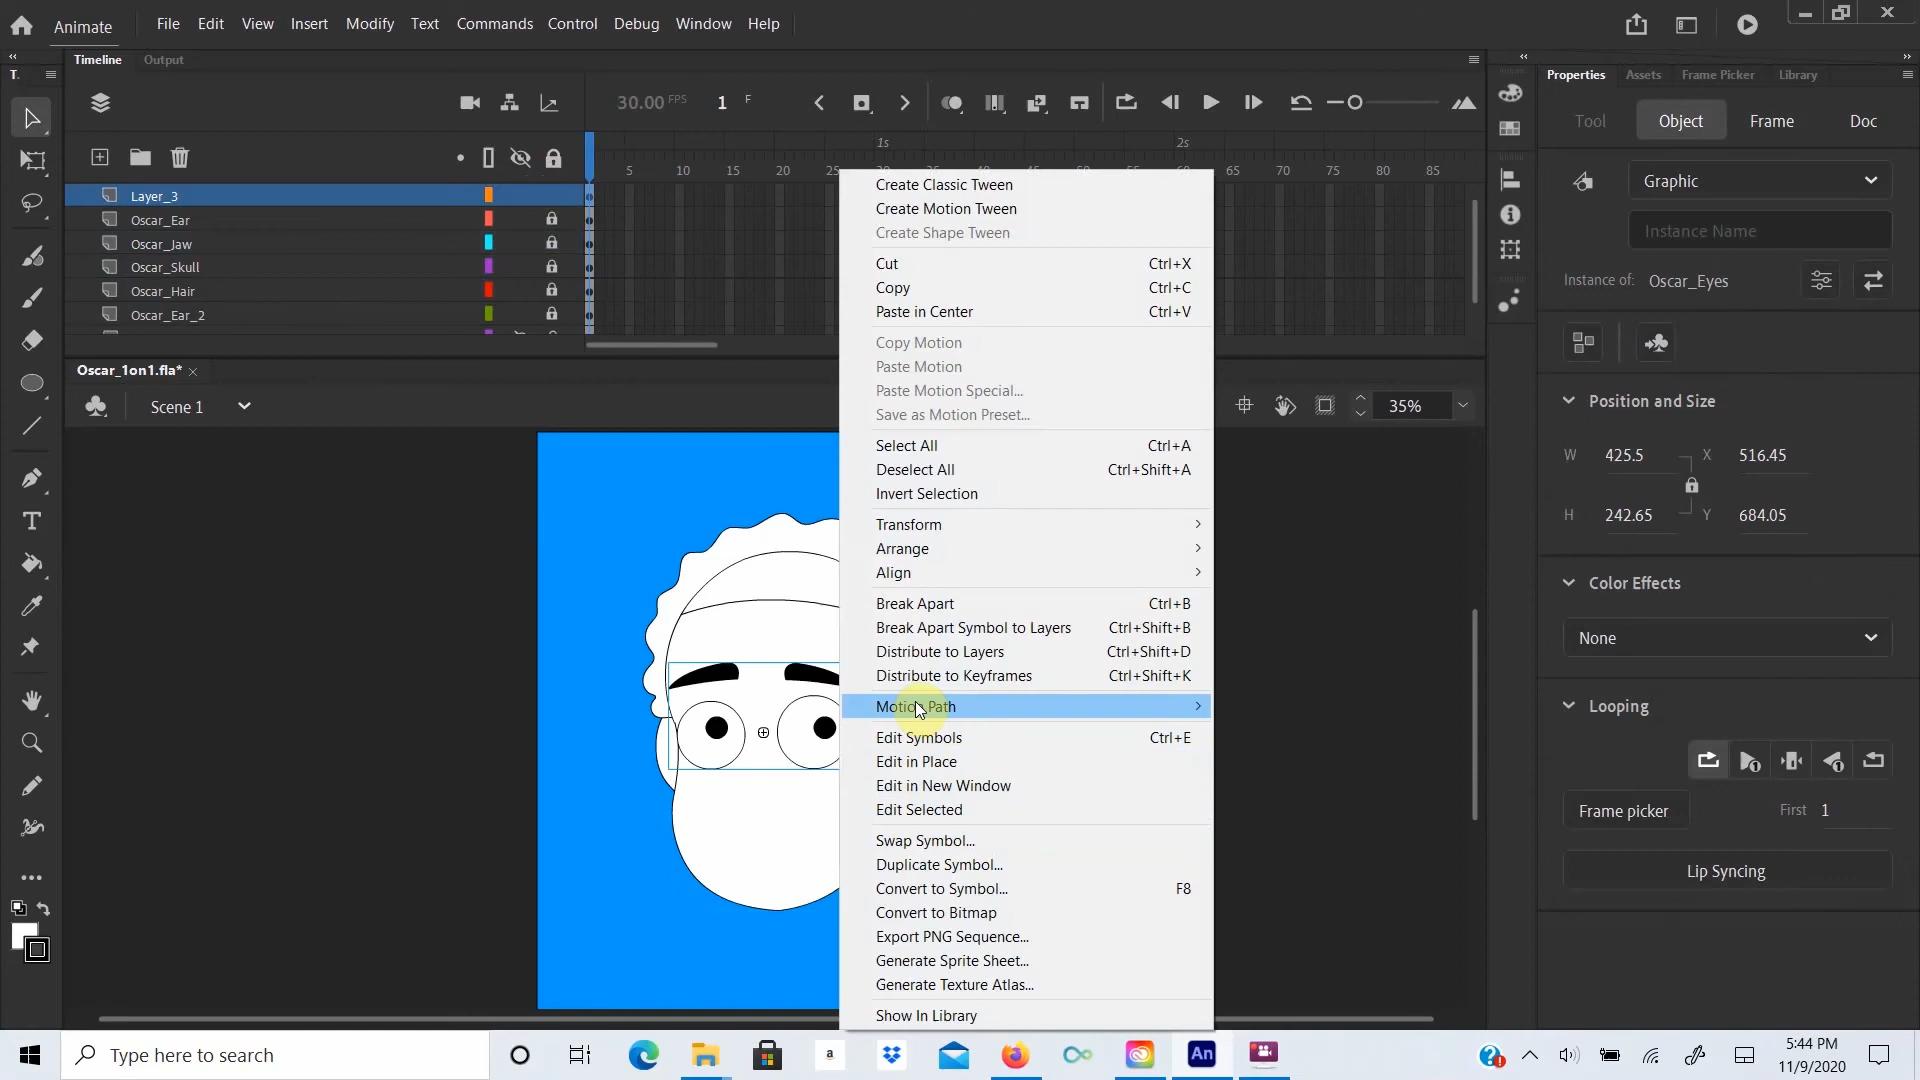 Animate File Edit View Insert Modify Text Commands Control Debug Window Help
T. Timeline Output
Properties Assets Frame Picker Library
30.00 FPS 1 F
Tool Object Frame Doc
1s 2s
5 10 15 20 25 65 70 75 80 85
Layer_3
Oscar_Ear
Oscar_Jaw
Oscar_Skull
Oscar_Hair
Oscar_Ear_2
Oscar_1on1.fla*
Scene 1
35%
Create Classic Tween
Create Motion Tween
Create Shape Tween
Cut Ctrl+X
Copy Ctrl+C
Paste in Center Ctrl+V
Copy Motion
Paste Motion
Paste Motion Special...
Save as Motion Preset...
Select All Ctrl+A
Deselect All Ctrl+Shift+A
Invert Selection
Transform
Arrange
Align
Break Apart Ctrl+B
Break Apart Symbol to Layers Ctrl+Shift+B
Distribute to Layers Ctrl+Shift+D
Distribute to Keyframes Ctrl+Shift+K
Motion Path
Edit Symbols Ctrl+E
Edit in Place
Edit in New Window
Edit Selected
Swap Symbol...
Duplicate Symbol...
Convert to Symbol... F8
Convert to Bitmap
Export PNG Sequence...
Generate Sprite Sheet...
Generate Texture Atlas...
Show In Library
Graphic
Instance Name
Instance of: Oscar_Eyes
Position and Size
W 425.5 X 516.45
H 242.65 Y 684.05
Color Effects
None
Looping
Frame picker First 1
Lip Syncing
T
Type here to search
a
An
5:44 PM
11/9/2020